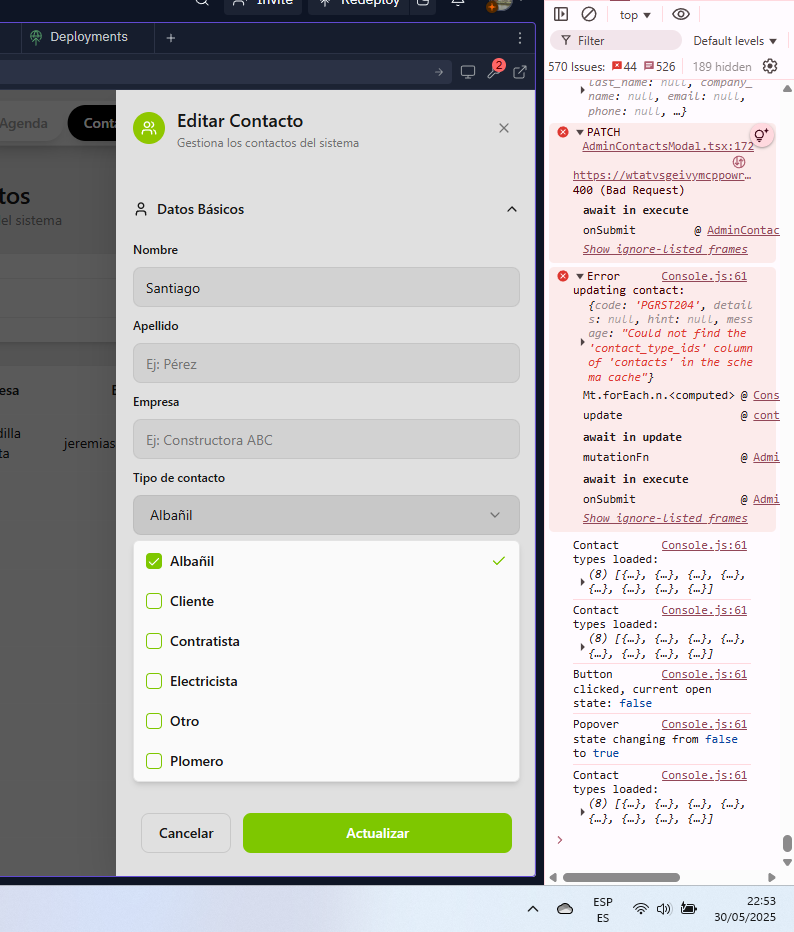 Invite
Redeploy
Deployments
2
Agenda
Conta
tos
el sistema
esa
E
dilla
ta
jeremias
Editar Contacto
Gestiona los contactos del sistema
Datos Básicos
Nombre
Santiago
Apellido
Ej: Pérez
Empresa
Ej: Constructora ABC
Tipo de contacto
Albañil
Albañil
Cliente
Contratista
Electricista
Otro
Plomero
Cancelar
Actualizar
top
Filter
Default levels
570 Issues: 44 526 189 hidden
last_name: null, company_
name: null, email: null,
phone: null, …}
PATCH
AdminContactsModal.tsx:172
https://wtatvsgeivymcppowr…
400 (Bad Request)
await in execute
onSubmit @ AdminContac
Show ignore-listed frames
Error Console.js:61
updating contact:
{code: 'PGRST204', detail
s: null, hint: null, mess
age: "Could not find the
'contact_type_ids' column
of 'contacts' in the sche
ma cache"}
Mt.forEach.n.<computed> @ Cons
update @ cont
await in update
mutationFn @ Admi
await in execute
onSubmit @ Admi
Show ignore-listed frames
Contact Console.js:61
types loaded:
(8) [{…}, {…}, {…}, {…},
{…}, {…}, {…}, {…}]
Contact Console.js:61
types loaded:
(8) [{…}, {…}, {…}, {…},
{…}, {…}, {…}, {…}]
Button Console.js:61
clicked, current open
state: false
Popover Console.js:61
state changing from false
to true
Contact Console.js:61
types loaded:
(8) [{…}, {…}, {…}, {…},
{…}, {…}, {…}, {…}]
ESP
ES
22:53
30/05/2025